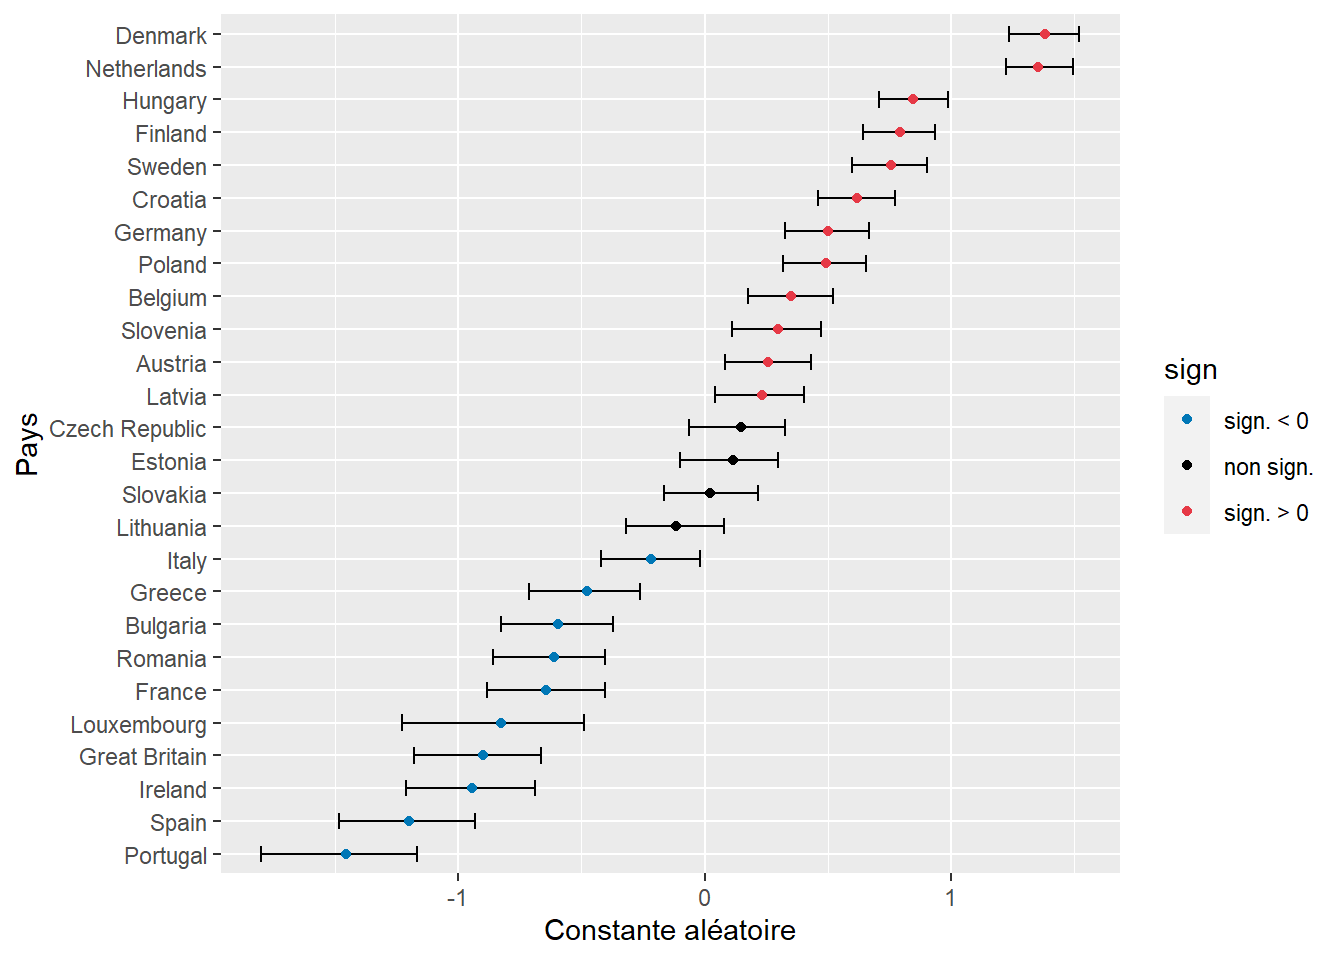 Denmark
Netherlands
Hungary
Finland
Sweden
Croatia
Germany
Poland
Belgium
Slovenia
Austria
Latvia
Czech Republic
Estonia
Slovakia
Lithuania
Italy
Greece
Bulgaria
Romania
France
Louxembourg
Great Britain
Ireland
Spain
Portugal
Pays
-1 0 1
Constante aléatoire
sign
sign. < 0
non sign.
sign. > 0